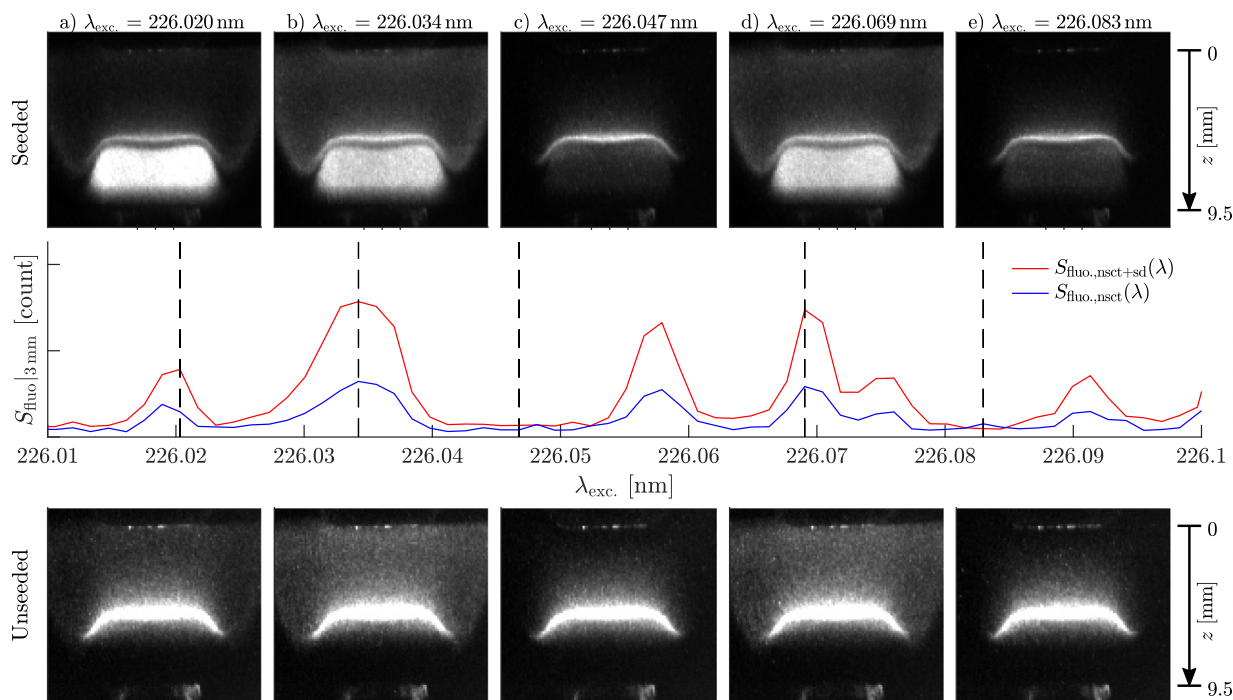 a) λexc. = 226.020 nm b) λexc. = 226.034 nm c) λexc. = 226.047 nm d) λexc. = 226.069 nm e) λexc. = 226.083 nm
Seeded
0
z [mm]
9.5
Sfluo|3 mm [count]
Sfluo.,nsct+sd(λ)
Sfluo.,nsct(λ)
226.01 226.02 226.03 226.04 226.05 226.06 226.07 226.08 226.09 226.1
λexc. [nm]
Unseeded
0
z [mm]
9.5